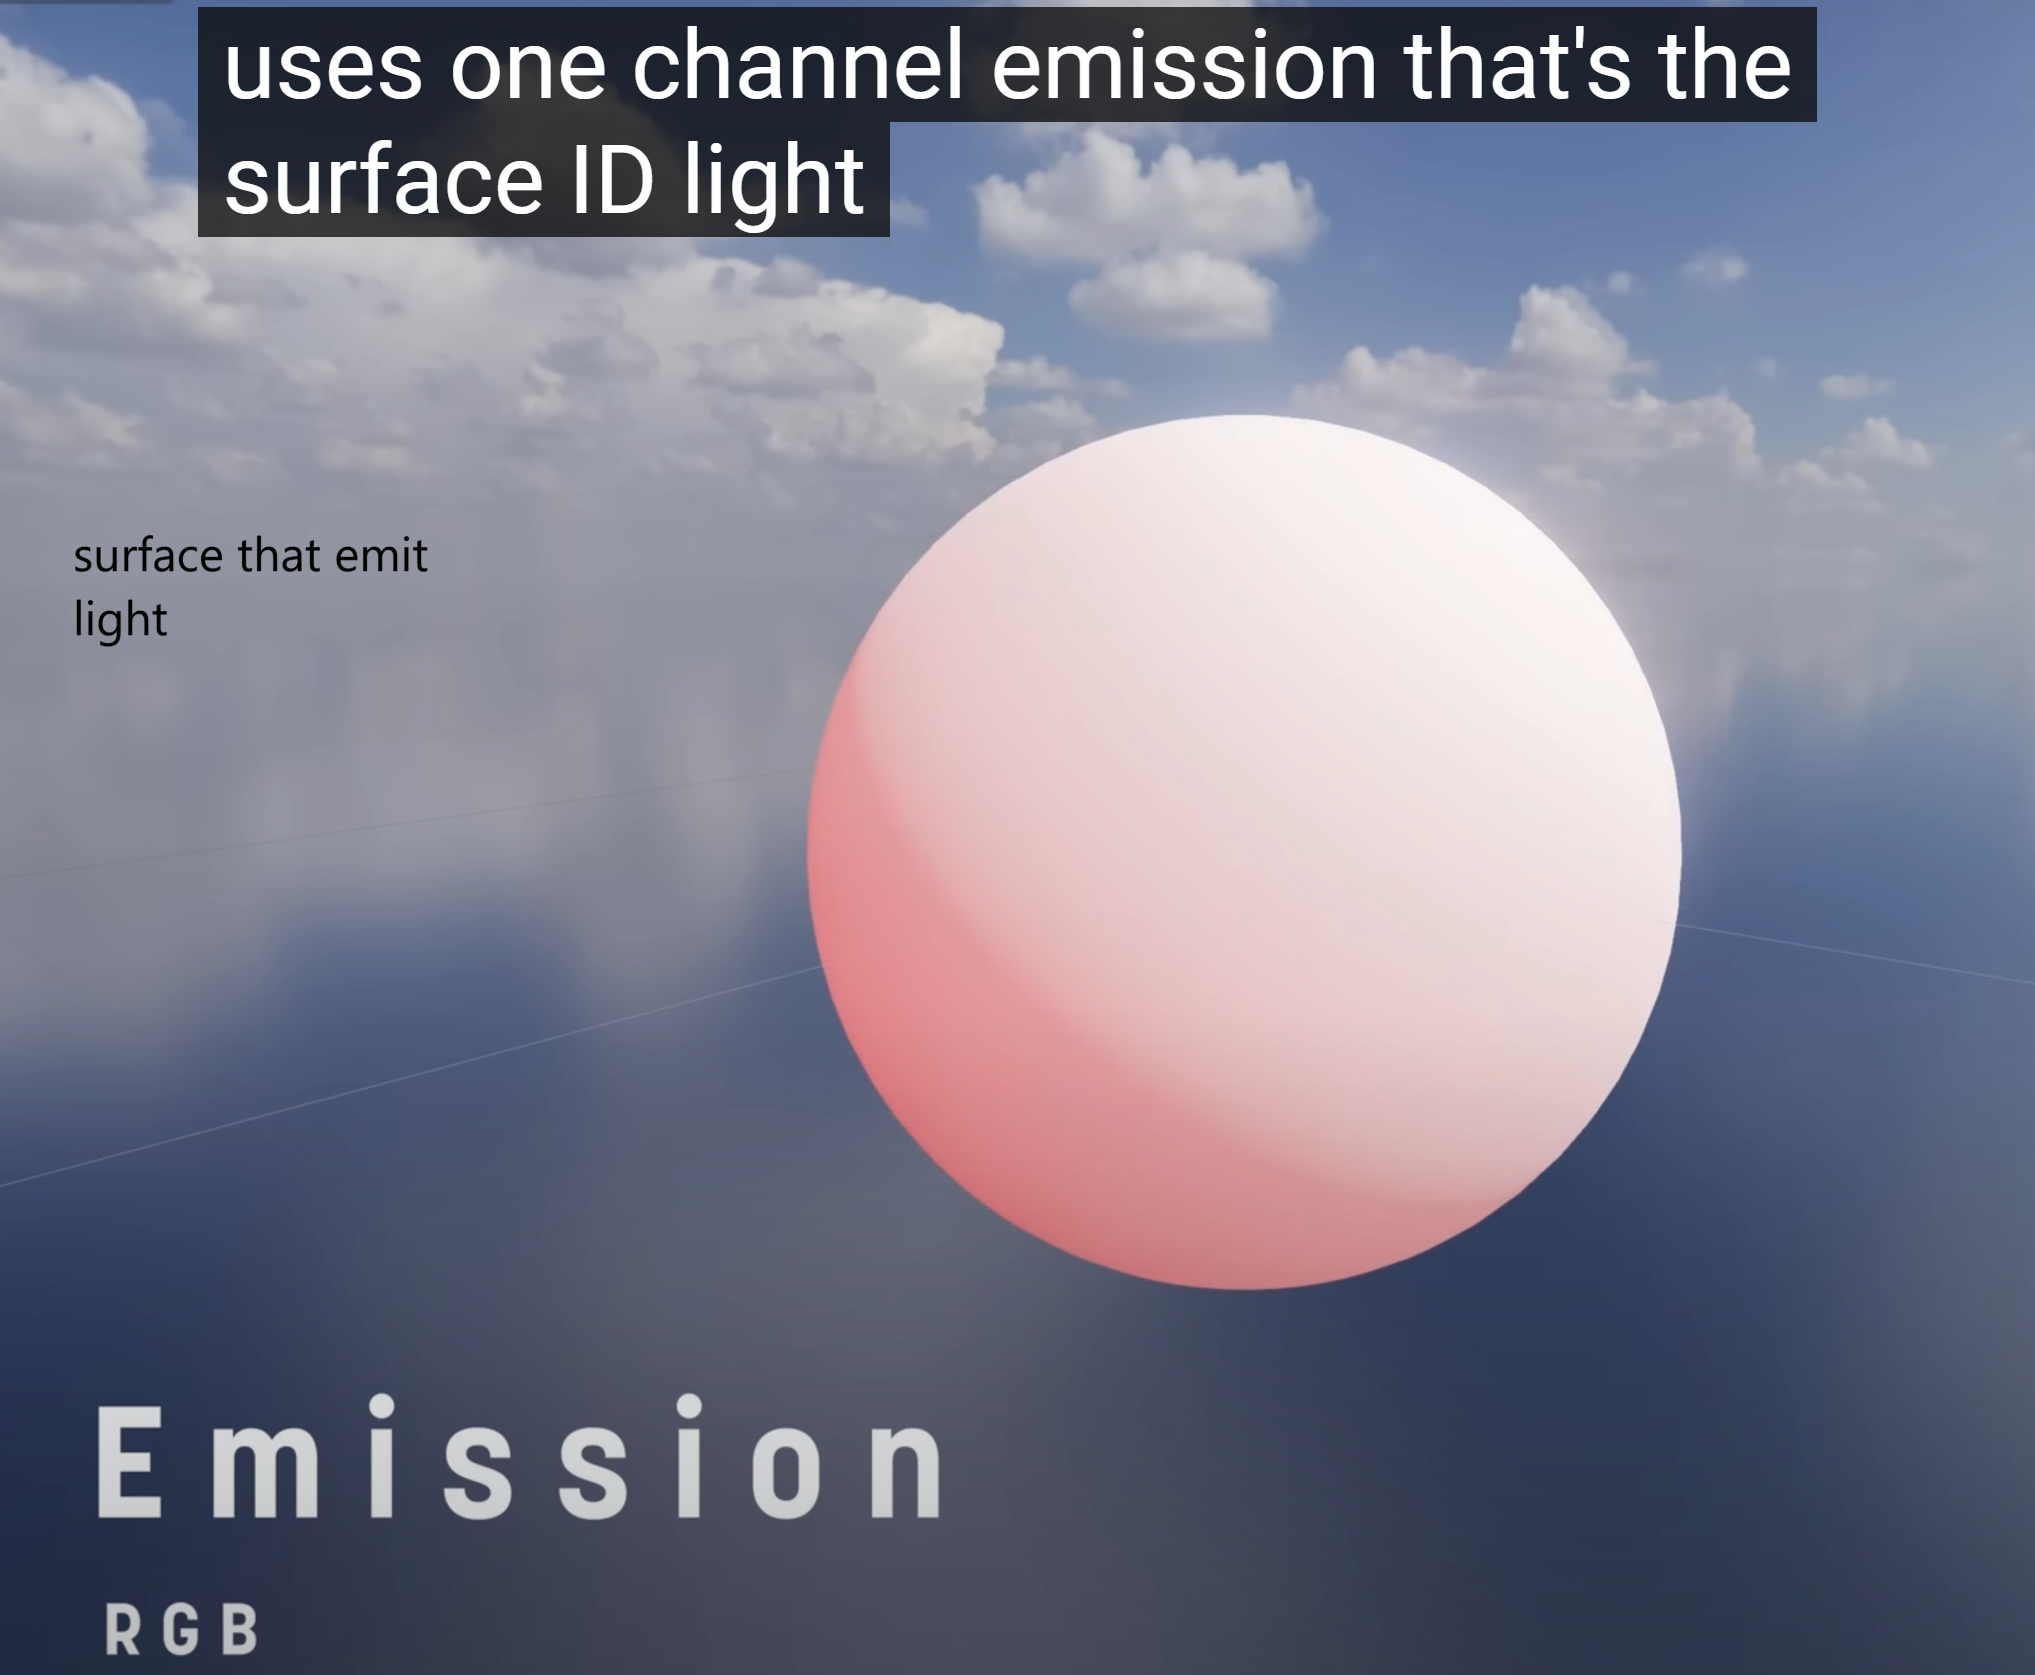 uses one channel emission that's the
surface ID light
surface that emit
light
Emission
RGB